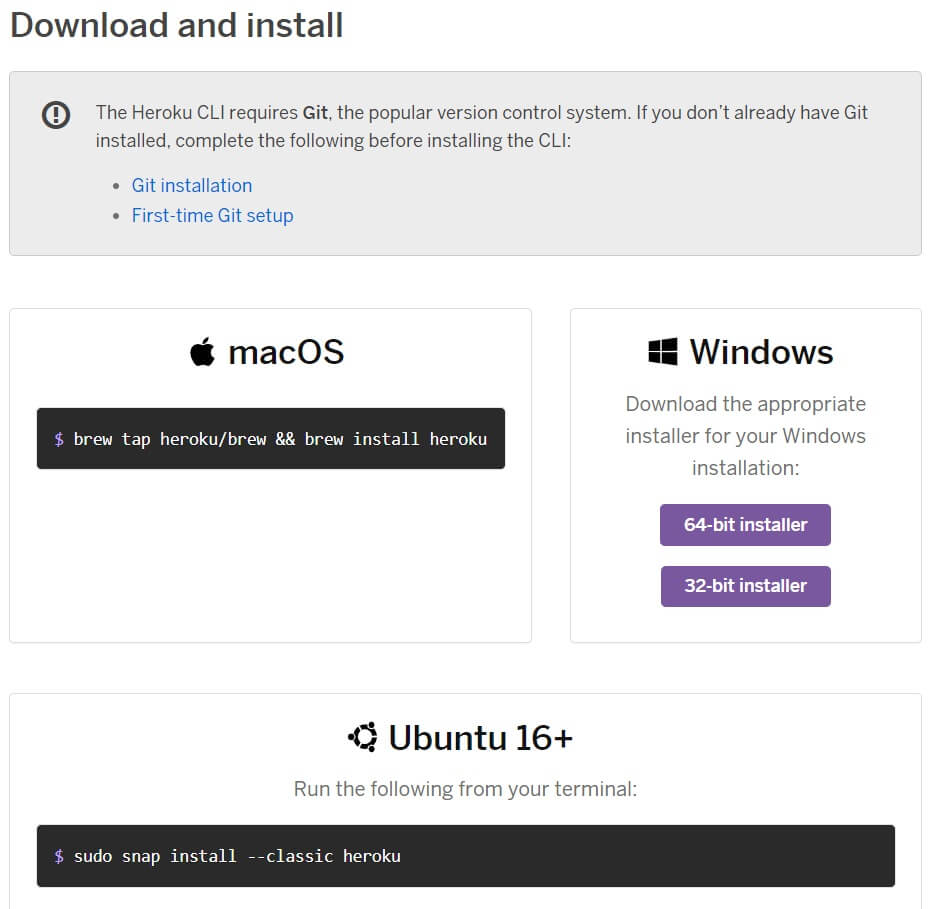 Download and install
The Heroku CLI requires Git, the popular version control system. If you don’t already have Git
installed, complete the following before installing the CLI:
• Git installation
• First-time Git setup
macOS
$ brew tap heroku/brew && brew install heroku
Windows
Download the appropriate
installer for your Windows
installation:
64-bit installer
32-bit installer
Ubuntu 16+
Run the following from your terminal:
$ sudo snap install --classic heroku